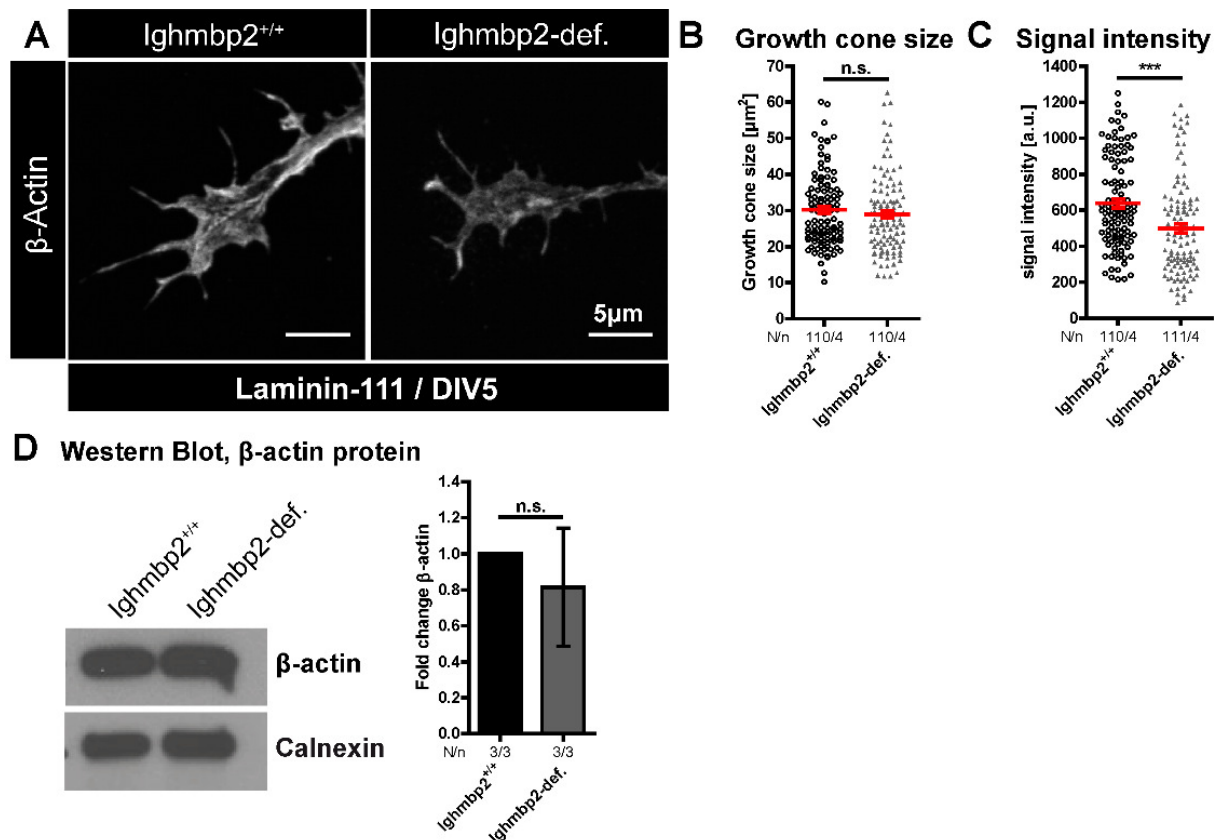 A
Ighmbp2+/+
Ighmbp2-def.
β-Actin
5µm
Laminin-111 / DIV5
B Growth cone size
n.s.
Growth cone size [µm²]
70
60
50
40
30
20
10
0
N/n 110/4 110/4
Ighmbp2+/+
Ighmbp2-def.
C Signal intensity
***
signal intensity [a.u.]
1400
1200
1000
800
600
400
200
0
N/n 110/4 111/4
Ighmbp2+/+
Ighmbp2-def.
D Western Blot, β-actin protein
Ighmbp2+/+
Ighmbp2-def.
β-actin
Calnexin
n.s.
Fold change β-actin
1.4
1.2
1.0
0.8
0.6
0.4
0.2
0.0
N/n 3/3 3/3
Ighmbp2+/+
Ighmbp2-def.